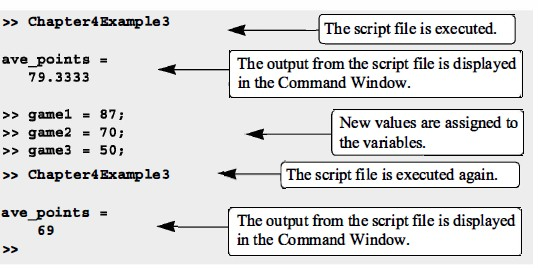 >> Chapter4Example3
The script file is executed.
ave_points =
79.3333
The output from the script file is displayed
in the Command Window.
>> game1 = 87;
>> game2 = 70;
>> game3 = 50;
New values are assigned to
the variables.
>> Chapter4Example3
The script file is executed again.
ave_points =
69
The output from the script file is displayed
in the Command Window.
>>